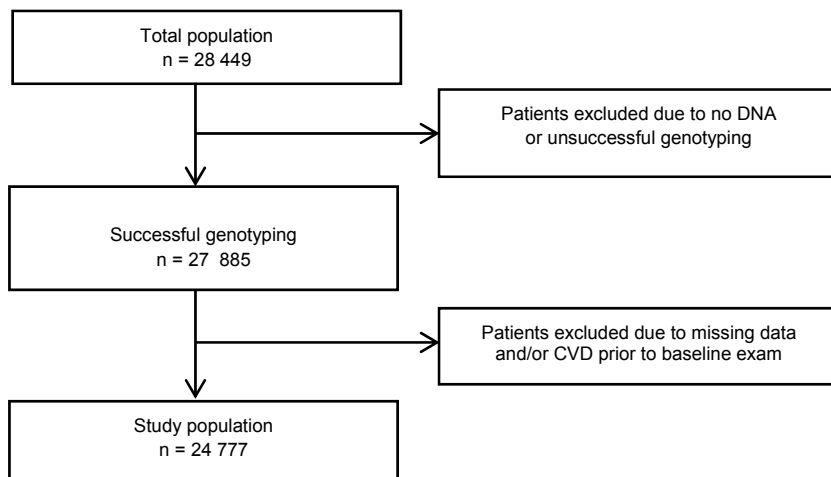 Total population
n = 28 449
Patients excluded due to no DNA
or unsuccessful genotyping
Successful genotyping
n = 27 885
Patients excluded due to missing data
and/or CVD prior to baseline exam
Study population
n = 24 777